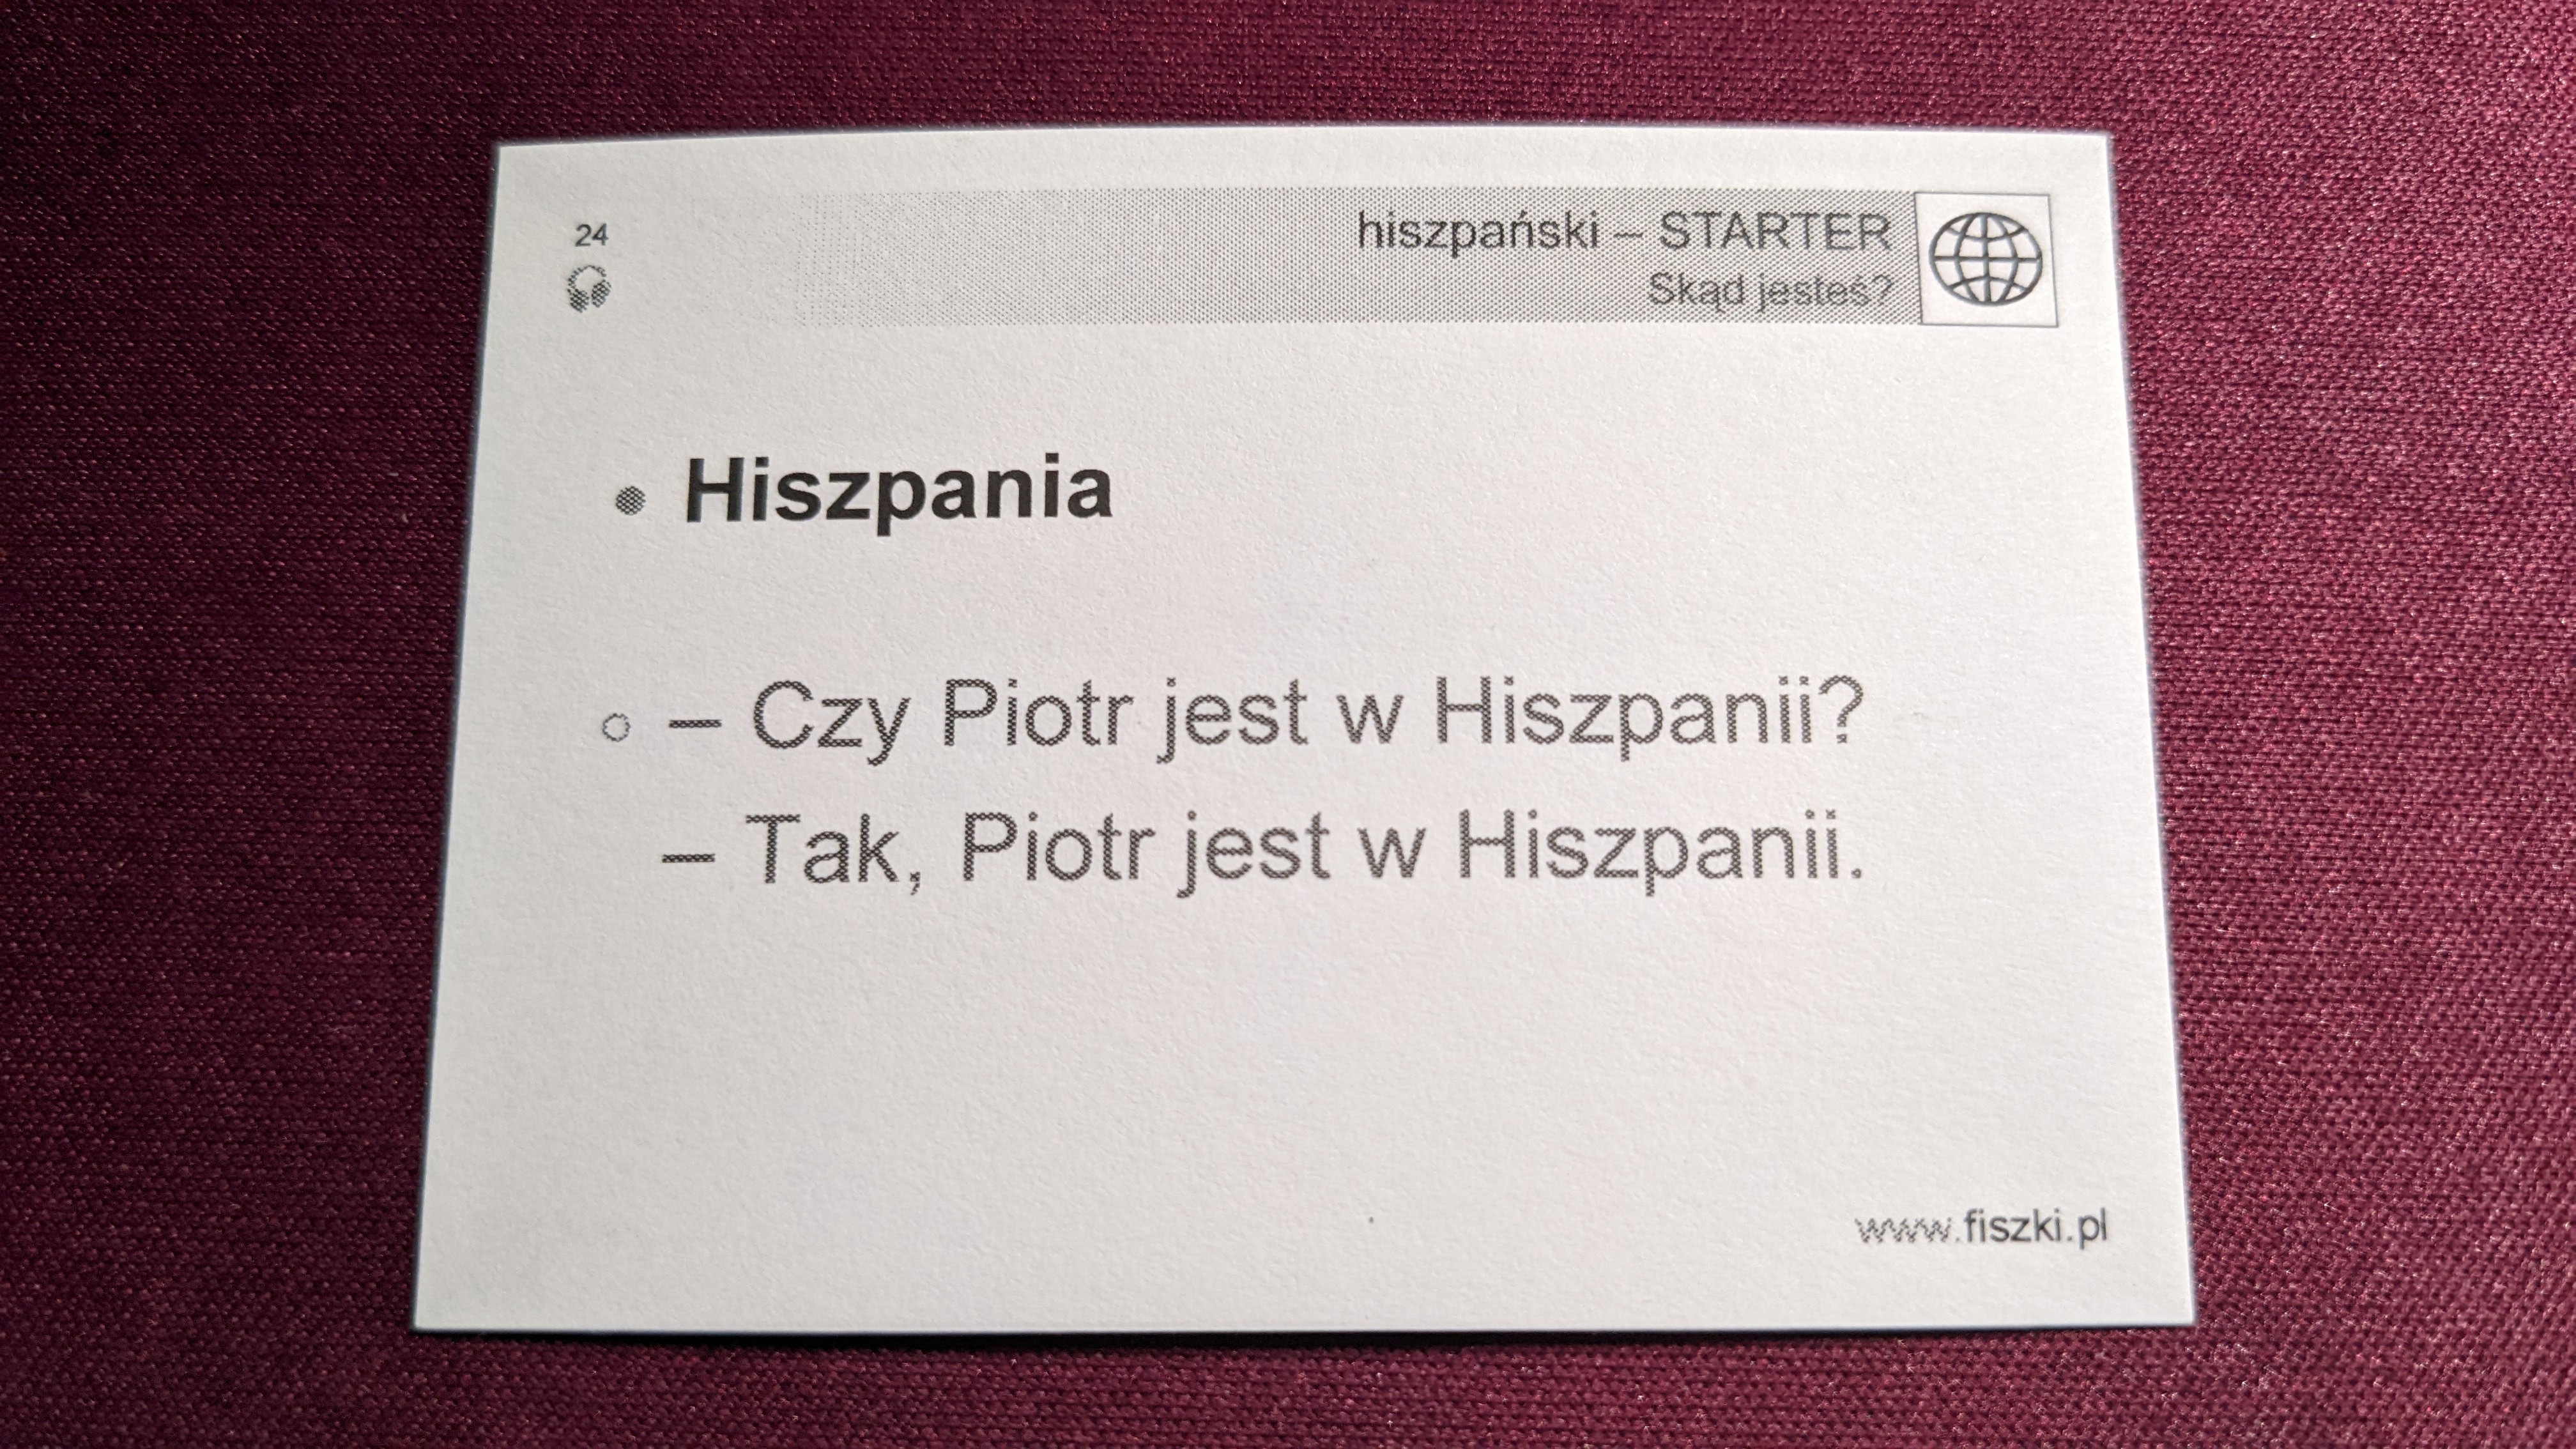 24
hiszpański – STARTER
Skąd jesteś?
• Hiszpania
○ – Czy Piotr jest w Hiszpanii?
– Tak, Piotr jest w Hiszpanii.
www.fiszki.pl